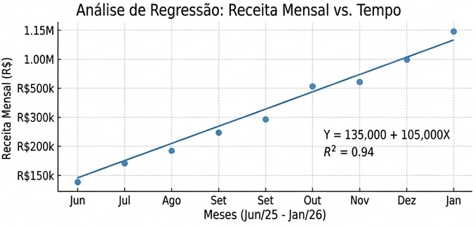 Análise de Regressão: Receita Mensal vs. Tempo
Receita Mensal (R$)
1.15M
1.00M
R$500k
R$300k
R$200k
R$150k
Y = 135,000 + 105,000X
R² = 0.94
Jun Jul Ago Set Set Out Nov Dez Jan
Meses (Jun/25 - Jan/26)